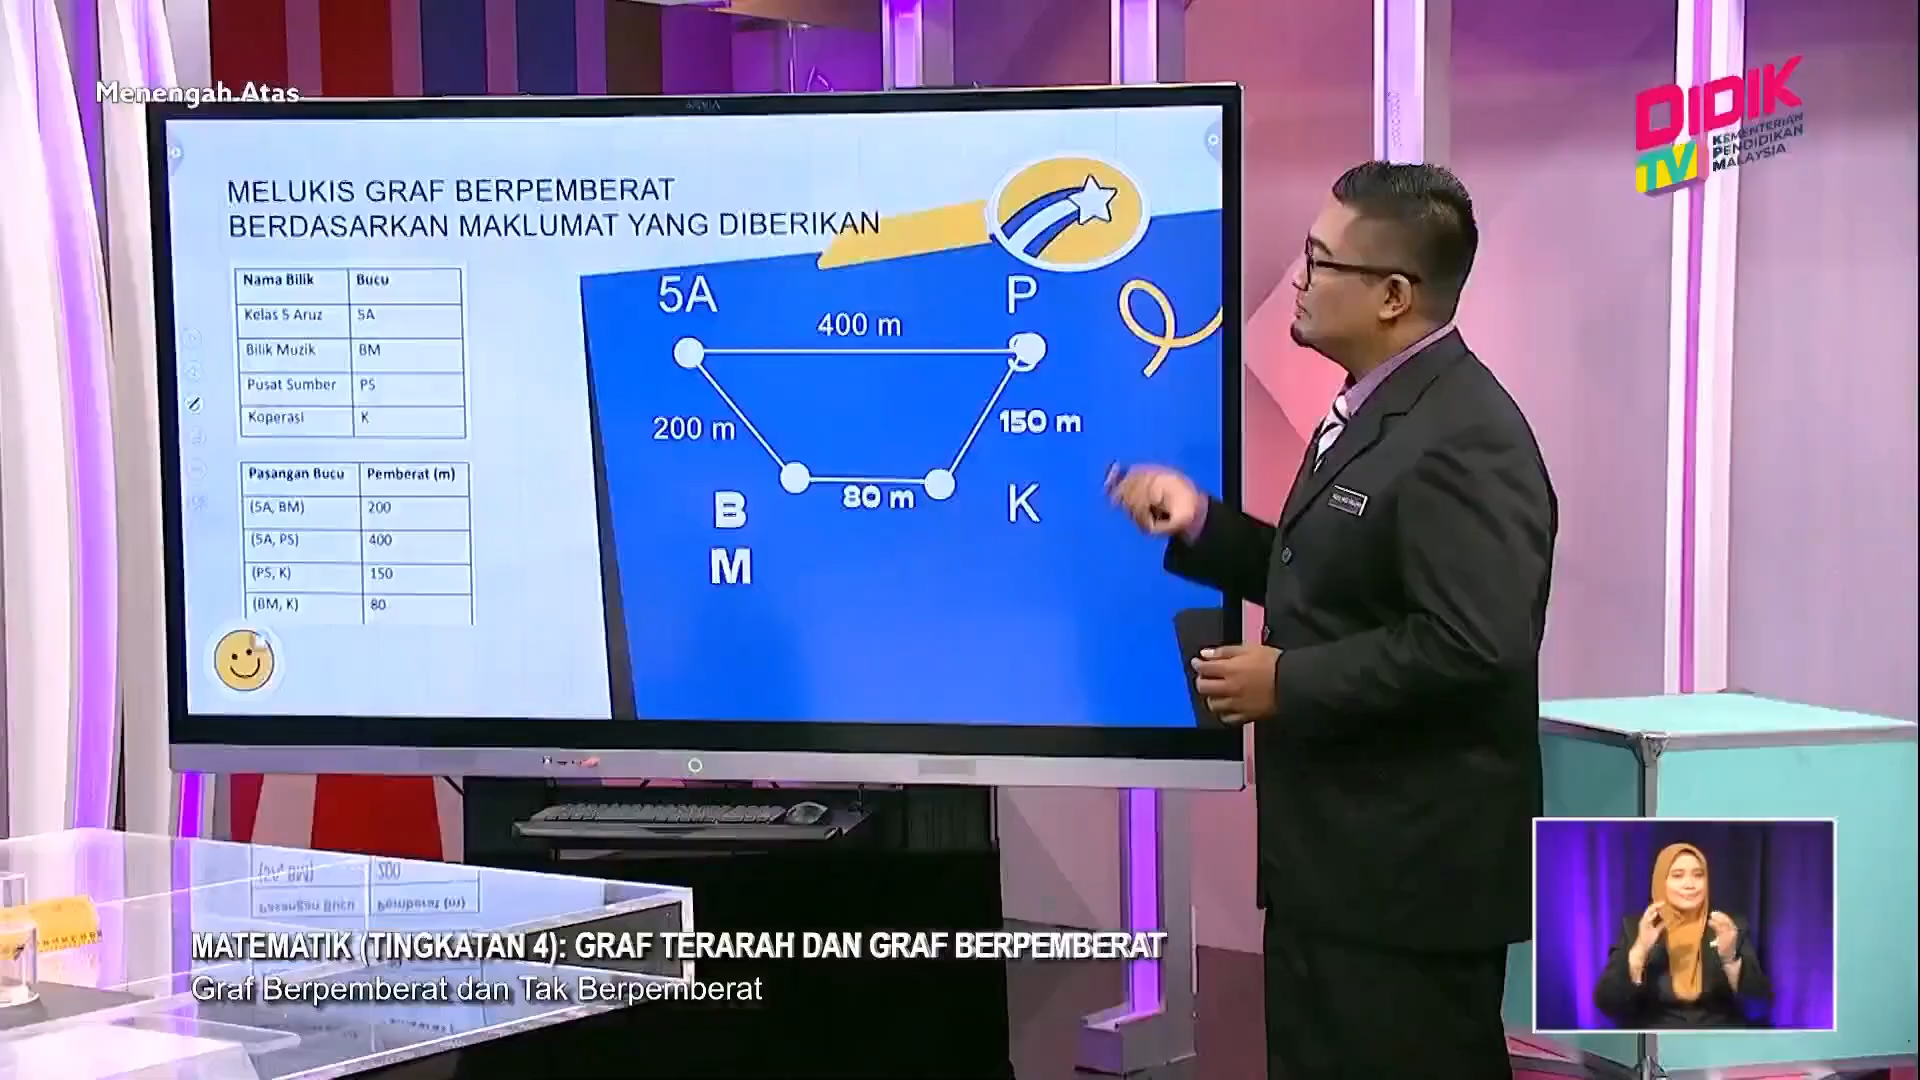 Menengah Atas
DIDIK
TV
KEMENTERIAN
PENDIDIKAN
MALAYSIA
MELUKIS GRAF BERPEMBERAT
BERDASARKAN MAKLUMAT YANG DIBERIKAN
Nama Bilik Bucu
Kelas 5 Aruz 5A
Bilik Muzik BM
Pusat Sumber PS
Koperasi K
Pasangan Bucu Pemberat (m)
(5A, BM) 200
(5A, PS) 400
(PS, K) 150
(BM, K) 80
5A
P
400 m
200 m
150 m
80 m
B
M
K
MATEMATIK (TINGKATAN 4): GRAF TERARAH DAN GRAF BERPEMBERAT
Graf Berpemberat dan Tak Berpemberat